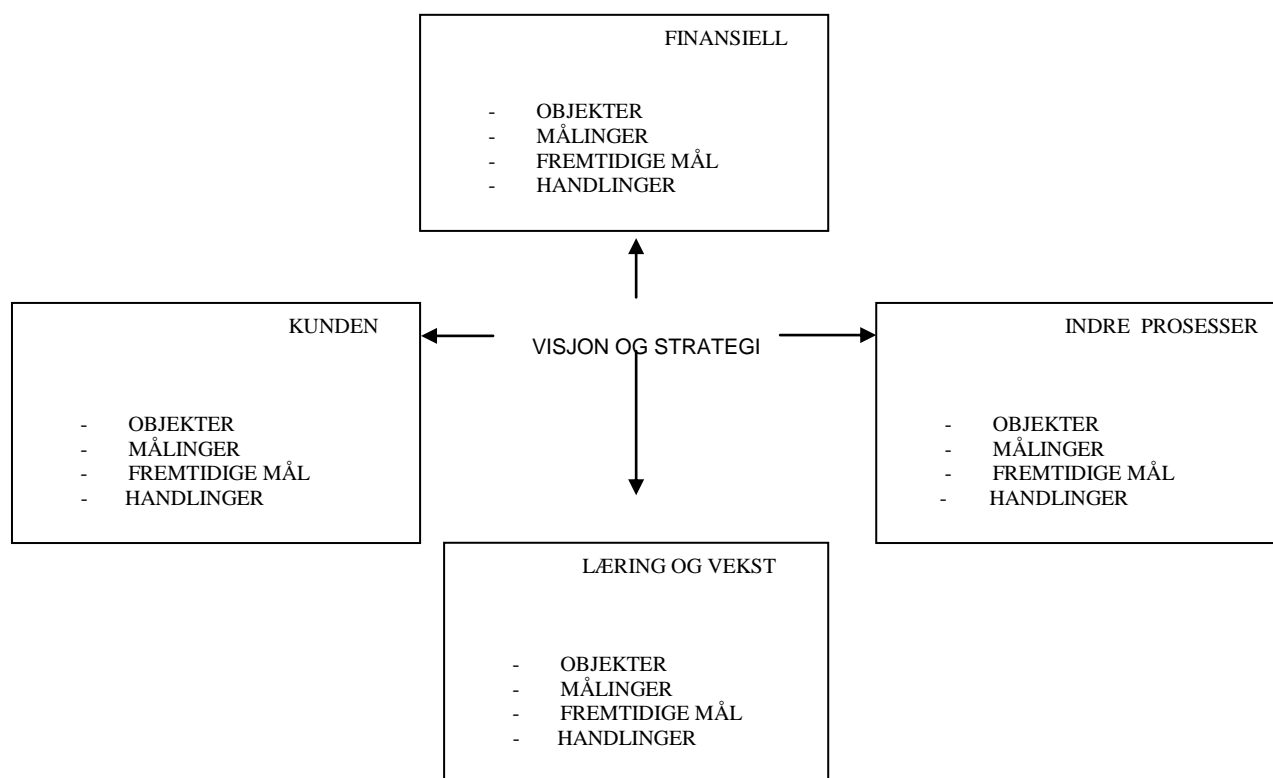 FINANSIELL
- OBJEKTER
- MÅLINGER
- FREMTIDIGE MÅL
- HANDLINGER
KUNDEN
- OBJEKTER
- MÅLINGER
- FREMTIDIGE MÅL
- HANDLINGER
VISJON OG STRATEGI
INDRE PROSESSER
- OBJEKTER
- MÅLINGER
- FREMTIDIGE MÅL
- HANDLINGER
LÆRING OG VEKST
- OBJEKTER
- MÅLINGER
- FREMTIDIGE MÅL
- HANDLINGER